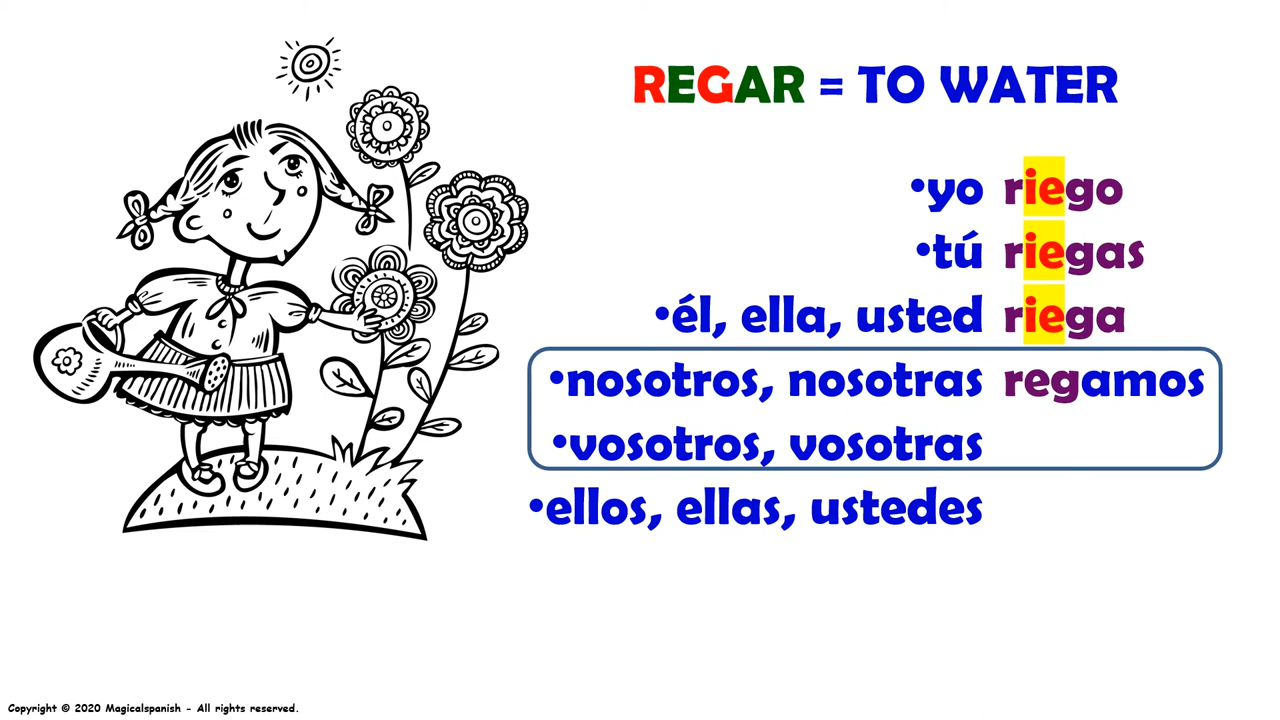 REGAR = TO WATER
•yo riego
•tú riegas
•él, ella, usted riega
•nosotros, nosotras regamos
•vosotros, vosotras
•ellos, ellas, ustedes
Copyright © 2020 Magicalspanish - All rights reserved.